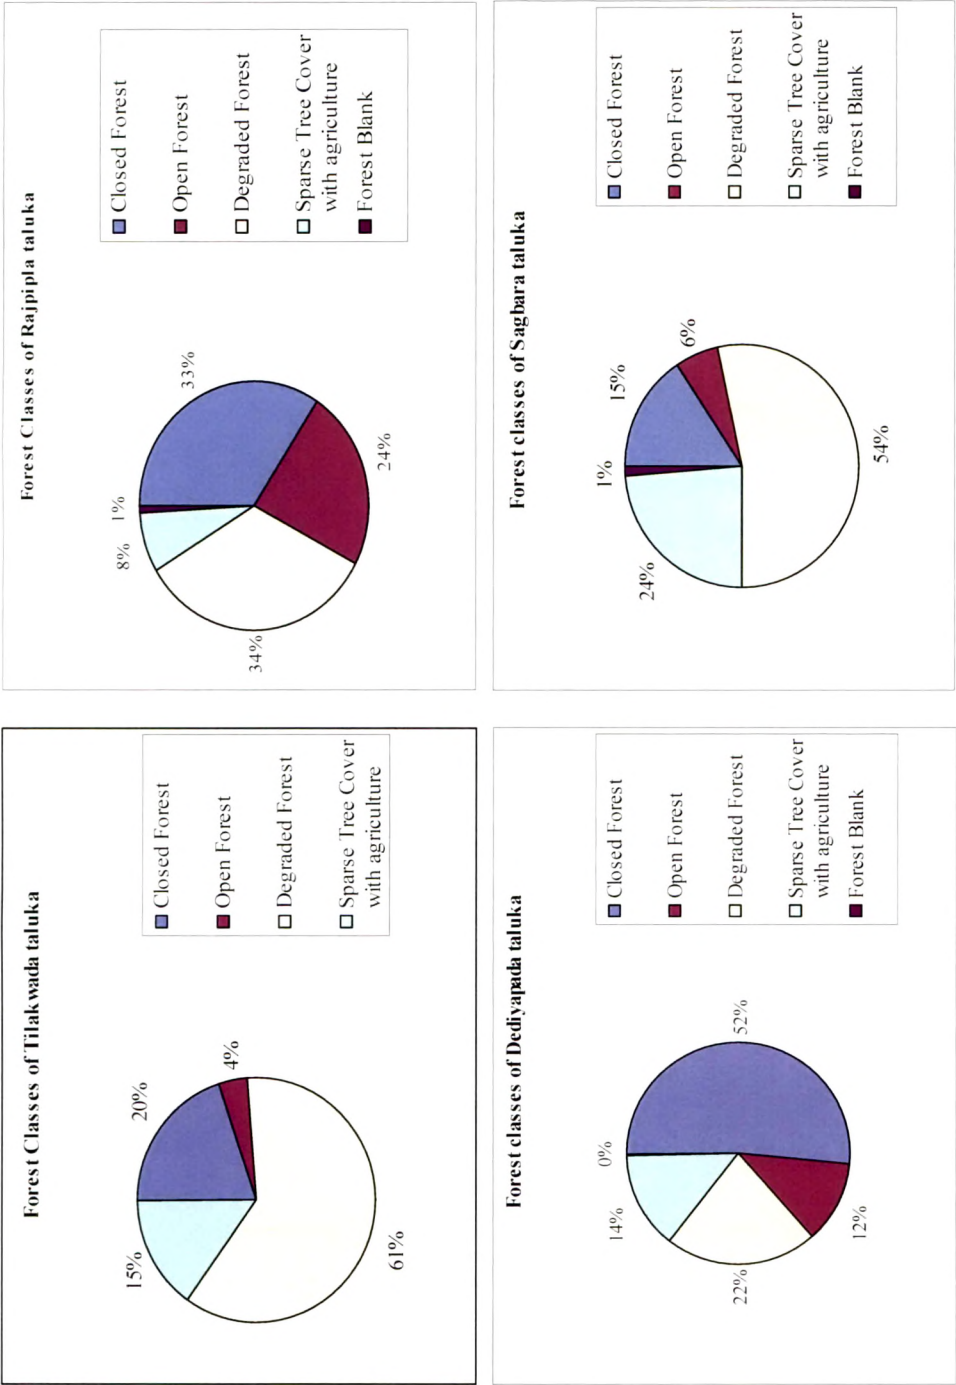 Forest Classes of Tilakwada taluka
20%
4%
61%
15%
Closed Forest
Open Forest
Degraded Forest
Sparse Tree Cover
with agriculture
Forest Classes of Rajpipla taluka
33%
24%
34%
8%
1%
Closed Forest
Open Forest
Degraded Forest
Sparse Tree Cover
with agriculture
Forest Blank
Forest classes of Dediyapada taluka
52%
12%
22%
14%
0%
Closed Forest
Open Forest
Degraded Forest
Sparse Tree Cover
with agriculture
Forest Blank
Forest classes of Sagbara taluka
15%
6%
54%
24%
1%
Closed Forest
Open Forest
Degraded Forest
Sparse Tree Cover
with agriculture
Forest Blank